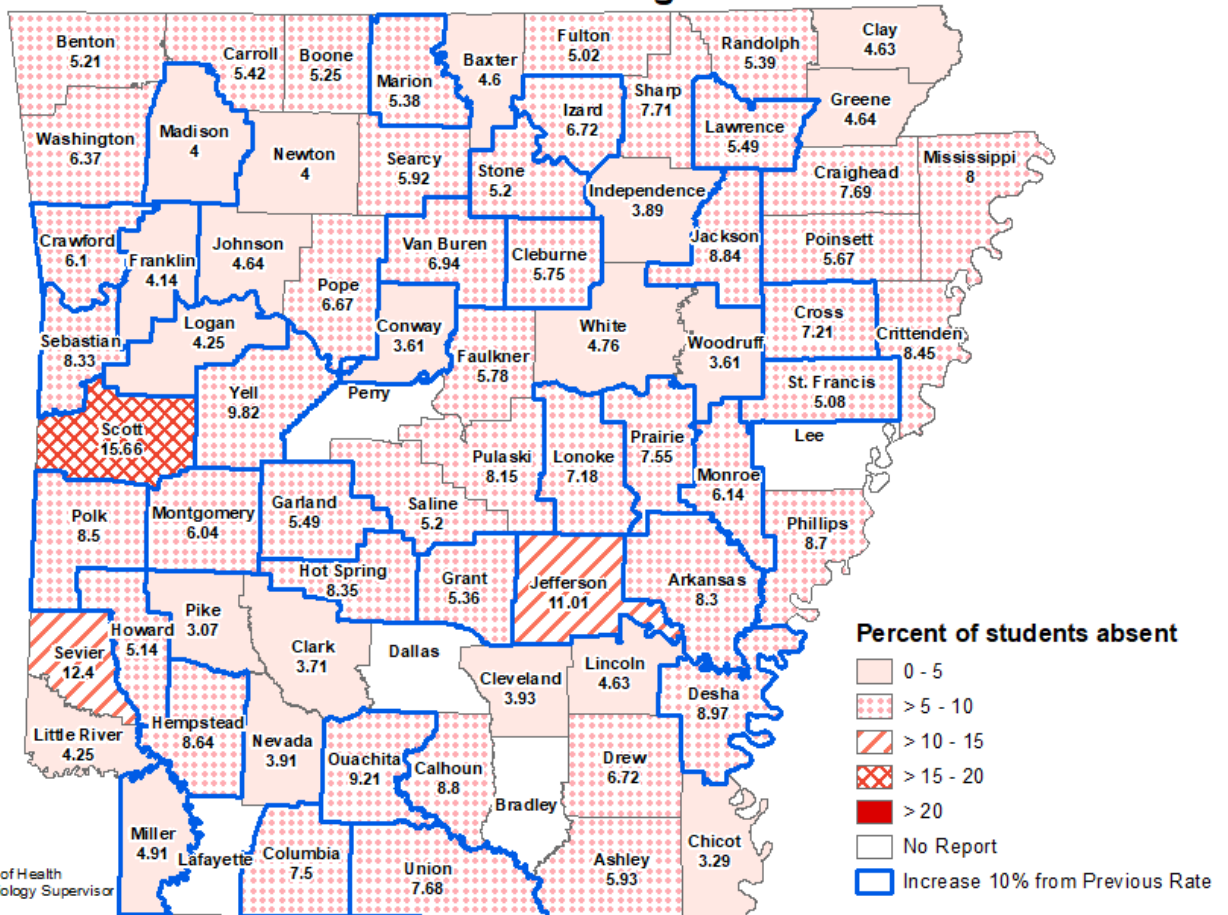 Benton
5.21
Carroll
5.42
Boone
5.25
Marion
5.38
Baxter
4.6
Fulton
5.02
Randolph
5.39
Clay
4.63
Sharp
7.71
Izard
6.72
Greene
4.64
Lawrence
5.49
Washington
6.37
Madison
4
Newton
4
Searcy
5.92
Stone
5.2
Independence
3.89
Craighead
7.69
Mississippi
8
Crawford
6.1
Franklin
4.14
Johnson
4.64
Pope
6.67
Van Buren
6.94
Cleburne
5.75
Jackson
8.84
Poinsett
5.67
Sebastian
8.33
Logan
4.25
Conway
3.61
Faulkner
5.78
White
4.76
Woodruff
3.61
Cross
7.21
Crittenden
8.45
Scott
15.66
Yell
9.82
Perry
St. Francis
5.08
Pulaski
8.15
Lonoke
7.18
Prairie
7.55
Lee
Monroe
6.14
Polk
8.5
Montgomery
6.04
Garland
5.49
Saline
5.2
Phillips
8.7
Hot Spring
8.35
Grant
5.36
Jefferson
11.01
Arkansas
8.3
Pike
3.07
Howard
5.14
Sevier
12.4
Clark
3.71
Dallas
Cleveland
3.93
Lincoln
4.63
Desha
8.97
Little River
4.25
Hempstead
8.64
Nevada
3.91
Ouachita
9.21
Calhoun
8.8
Bradley
Drew
6.72
Miller
4.91
Lafayette
Columbia
7.5
Union
7.68
Ashley
5.93
Chicot
3.29
Percent of students absent
0 - 5
> 5 - 10
> 10 - 15
> 15 - 20
> 20
No Report
Increase 10% from Previous Rate
of Health
ology Supervisor